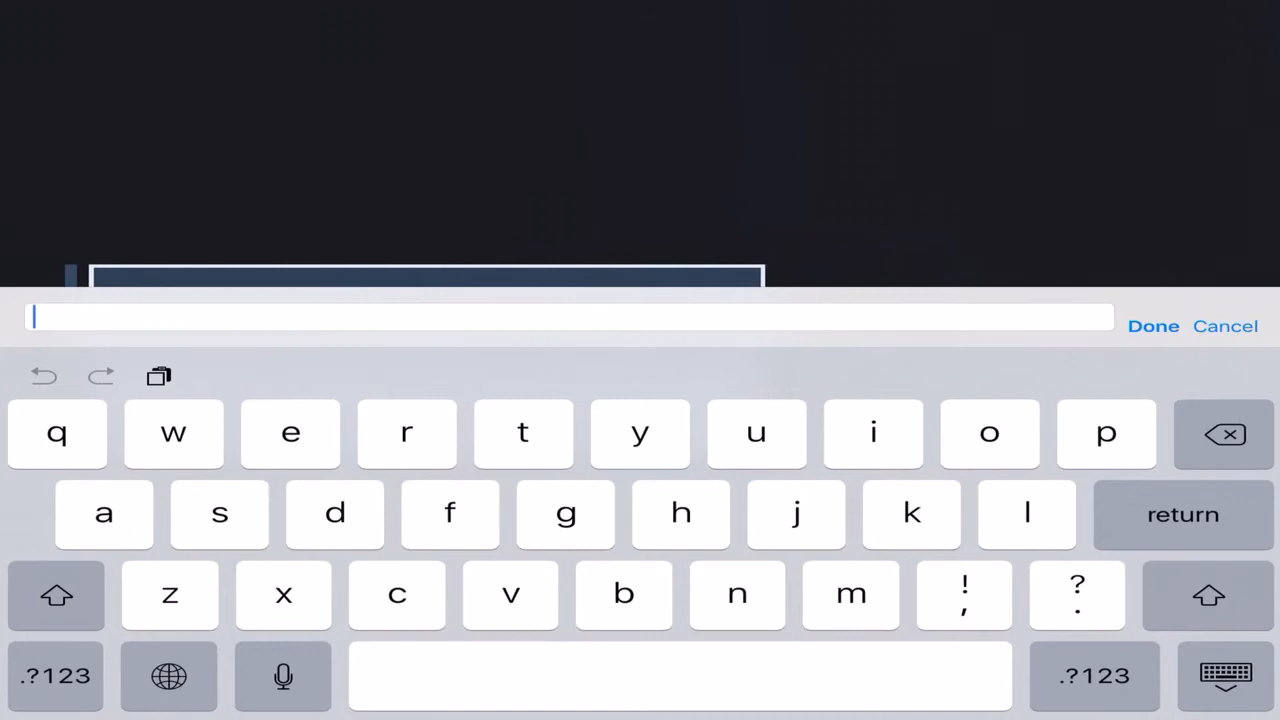 Done Cancel
q w e r t y u i o p
a s d f g h j k l return
z x c v b n m ! , ? .
.?123 .?123